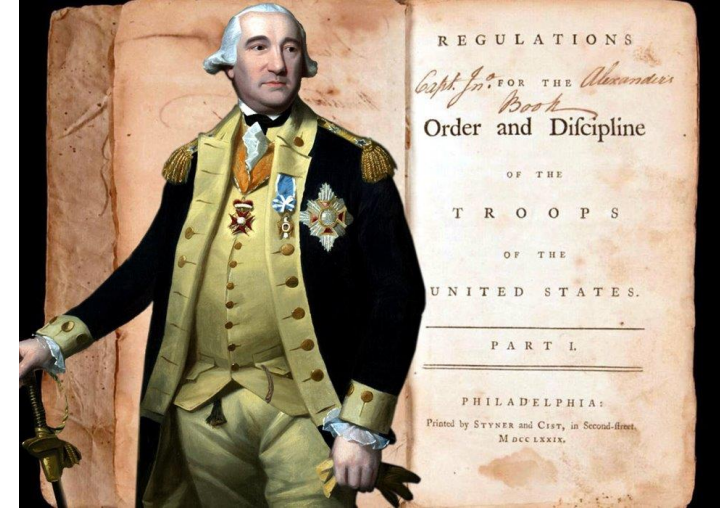 REGULATIONS
Capt. Jno. FOR THE Alexander's
Book
Order and Diſcipline
OF THE
TROOPS
OF THE
UNITED STATES.
PART I.
PHILADELPHIA:
Printed by STYNER and CIST, in Second-ſtreet.
M DCC LXXIX.